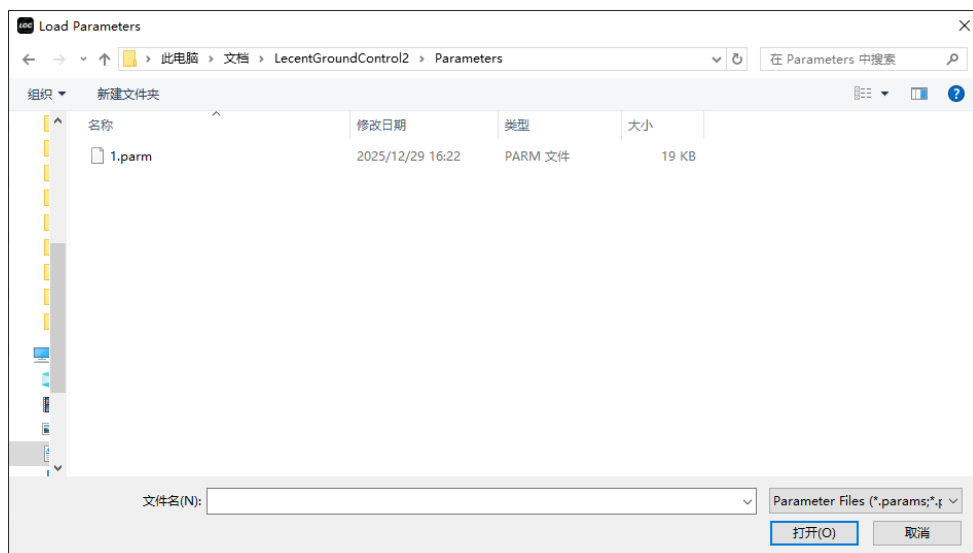 LGC Load Parameters
此电脑 > 文档 > LecentGroundControl2 > Parameters
在 Parameters 中搜索
组织 新建文件夹
名称 修改日期 类型 大小
1.parm 2025/12/29 16:22 PARM 文件 19 KB
文件名(N):
Parameter Files (*.params;*.p
打开(O) 取消